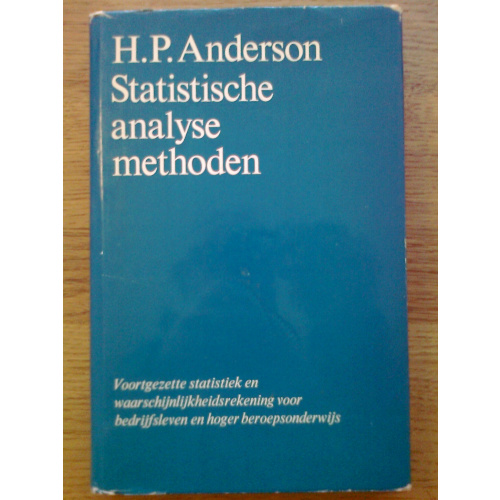 H.P. Anderson
Statistische
analyse
methoden
Voortgezette statistiek en
waarschijnlijkheidsrekening voor
bedrijfsleven en hoger beroepsonderwijs